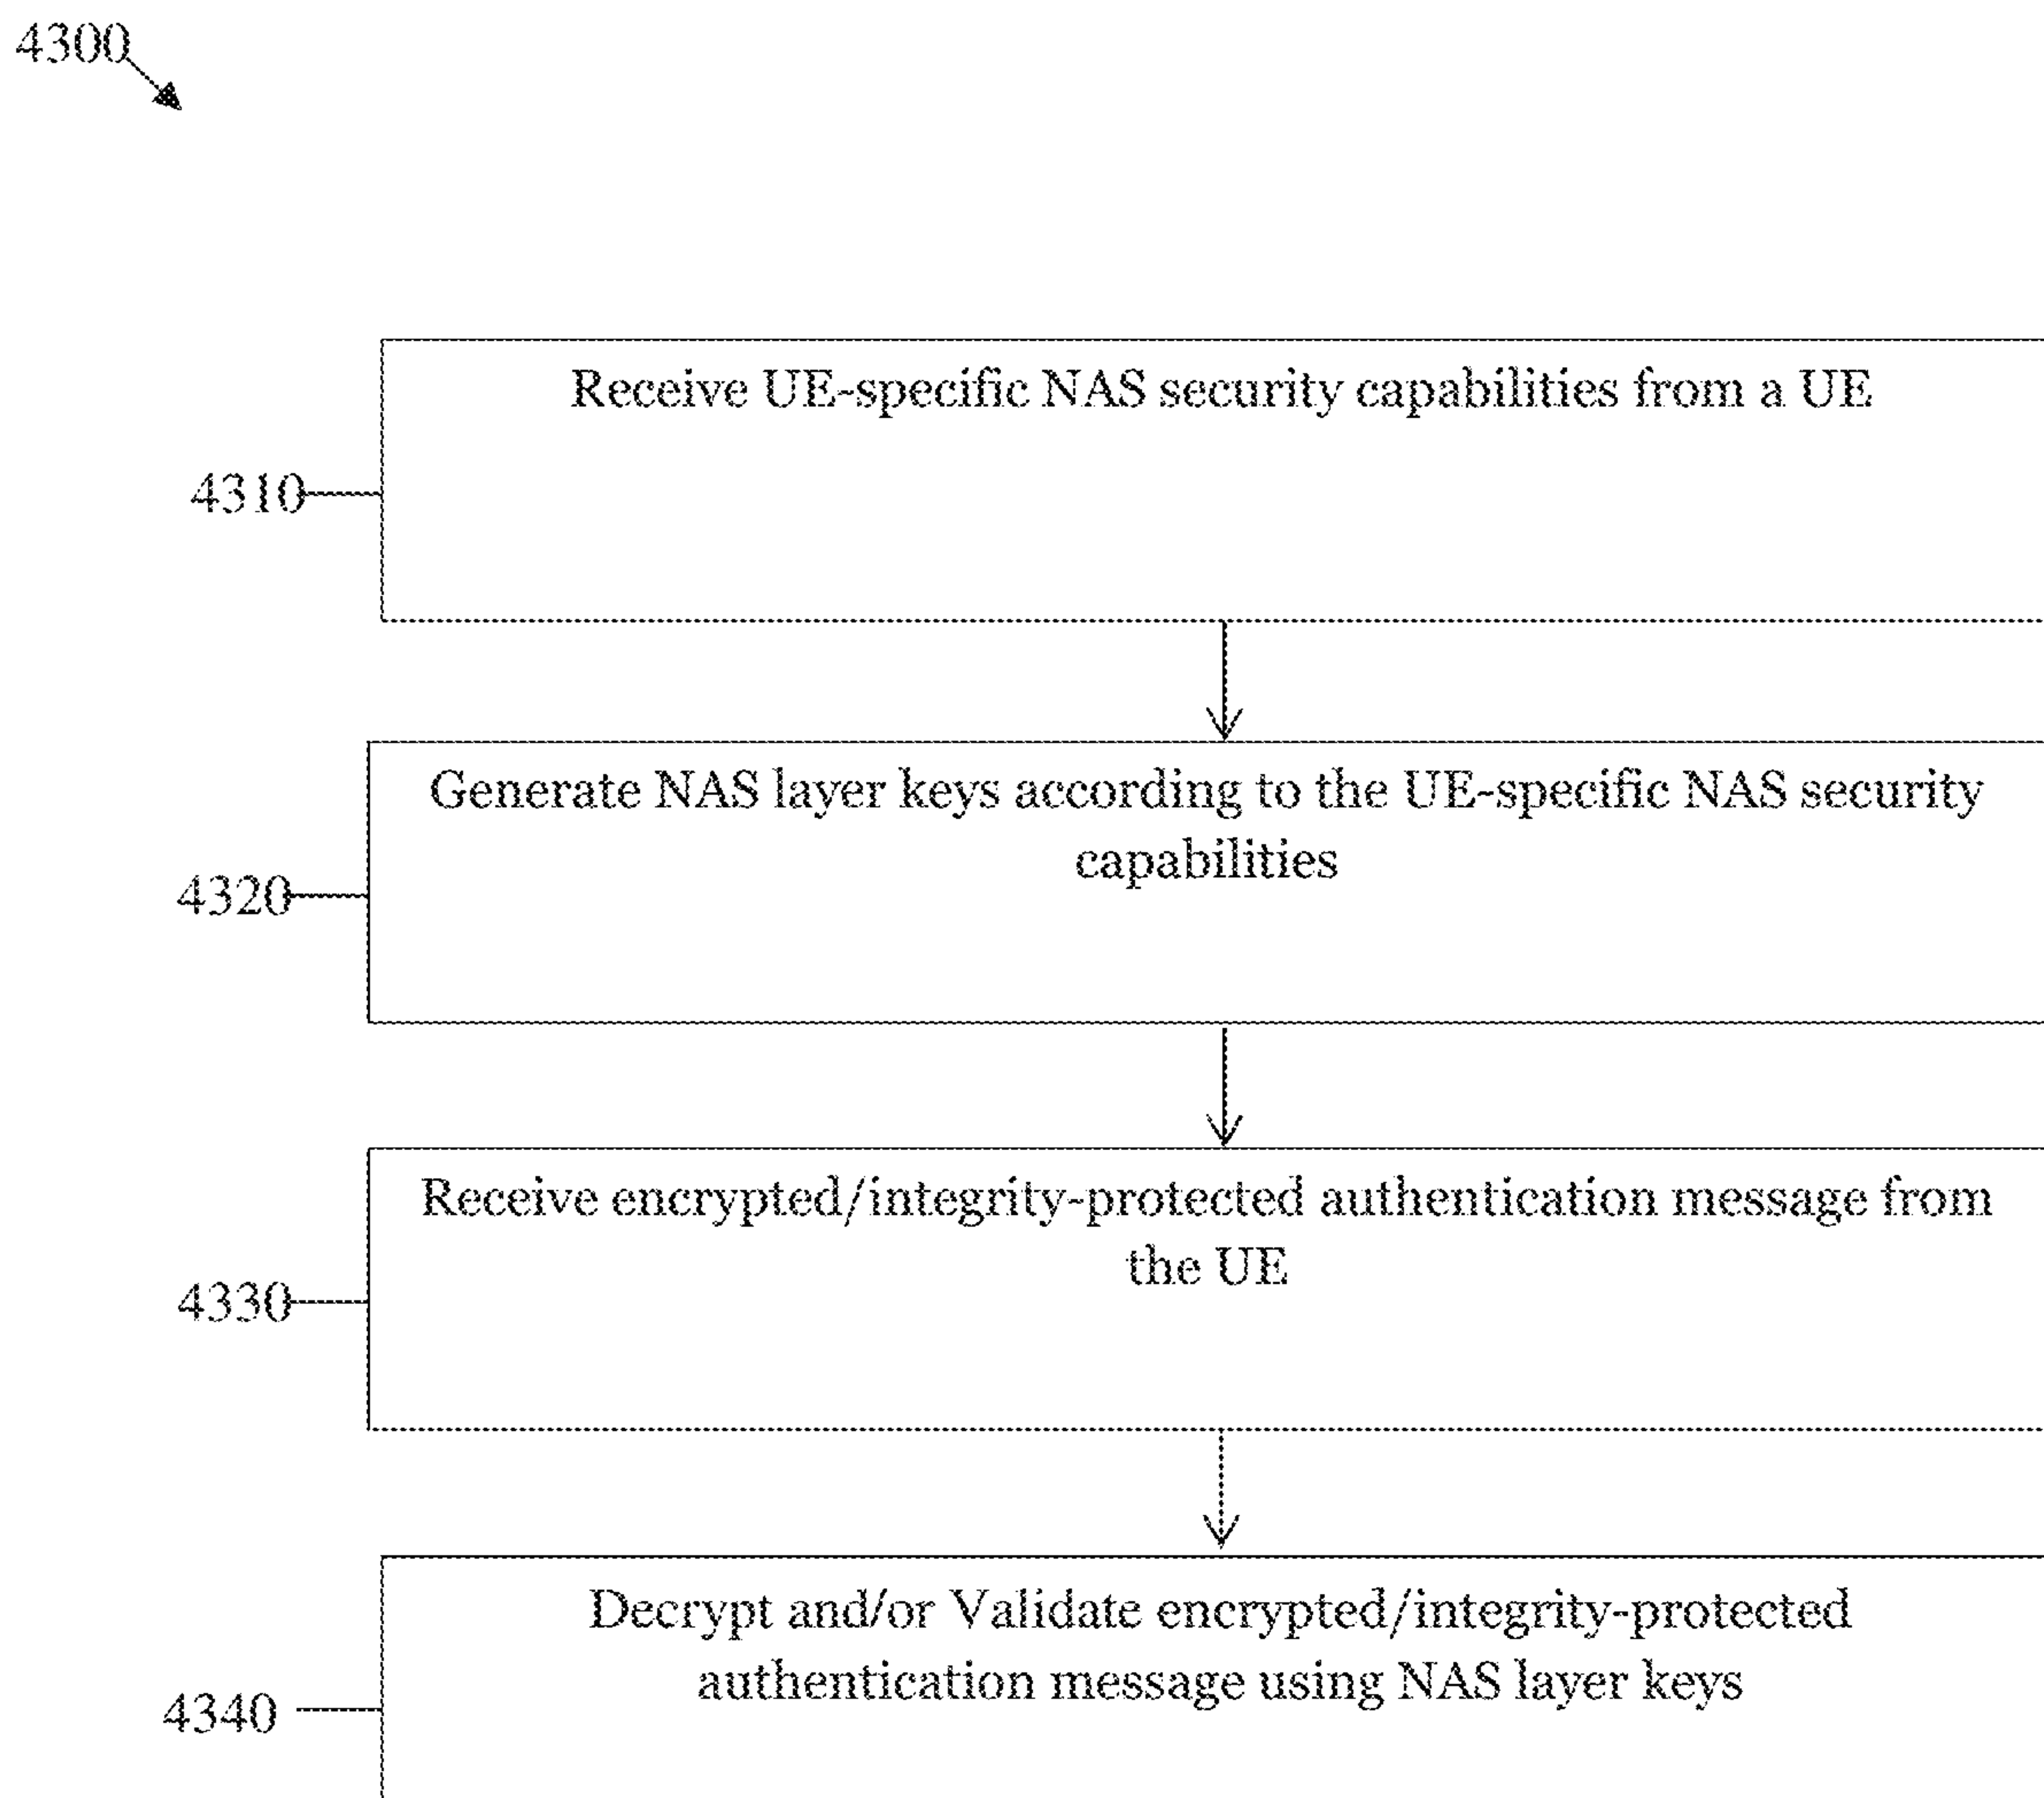 4300
Receive UE-specific NAS security capabilities from a UE
4310
Generate NAS layer keys according to the UE-specific NAS security
capabilities
4320
Receive encrypted/integrity-protected authentication message from
the UE
4330
Decrypt and/or Validate encrypted/integrity-protected
authentication message using NAS layer keys
4340